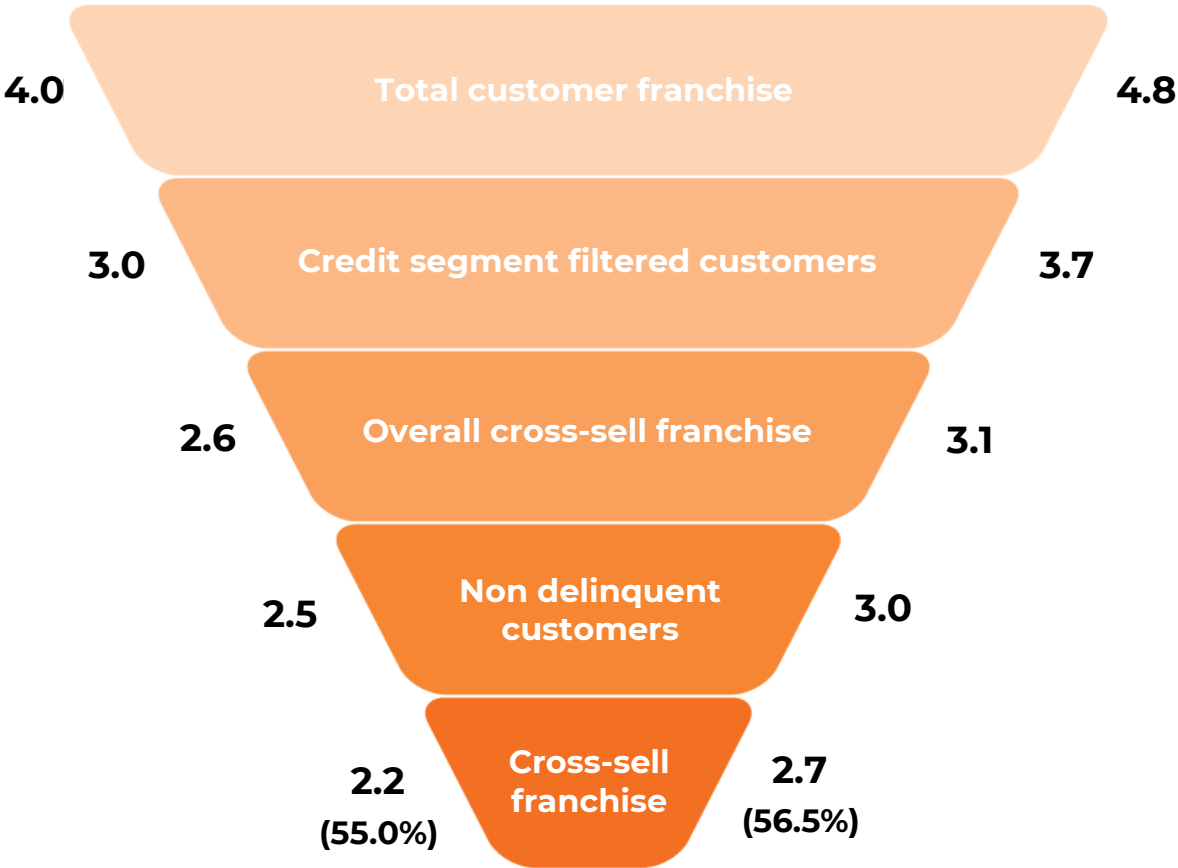 4.0
Total customer franchise
4.8
3.0
Credit segment filtered customers
3.7
2.6
Overall cross-sell franchise
3.1
2.5
Non delinquent
customers
3.0
2.2
(55.0%)
Cross-sell
franchise
2.7
(56.5%)